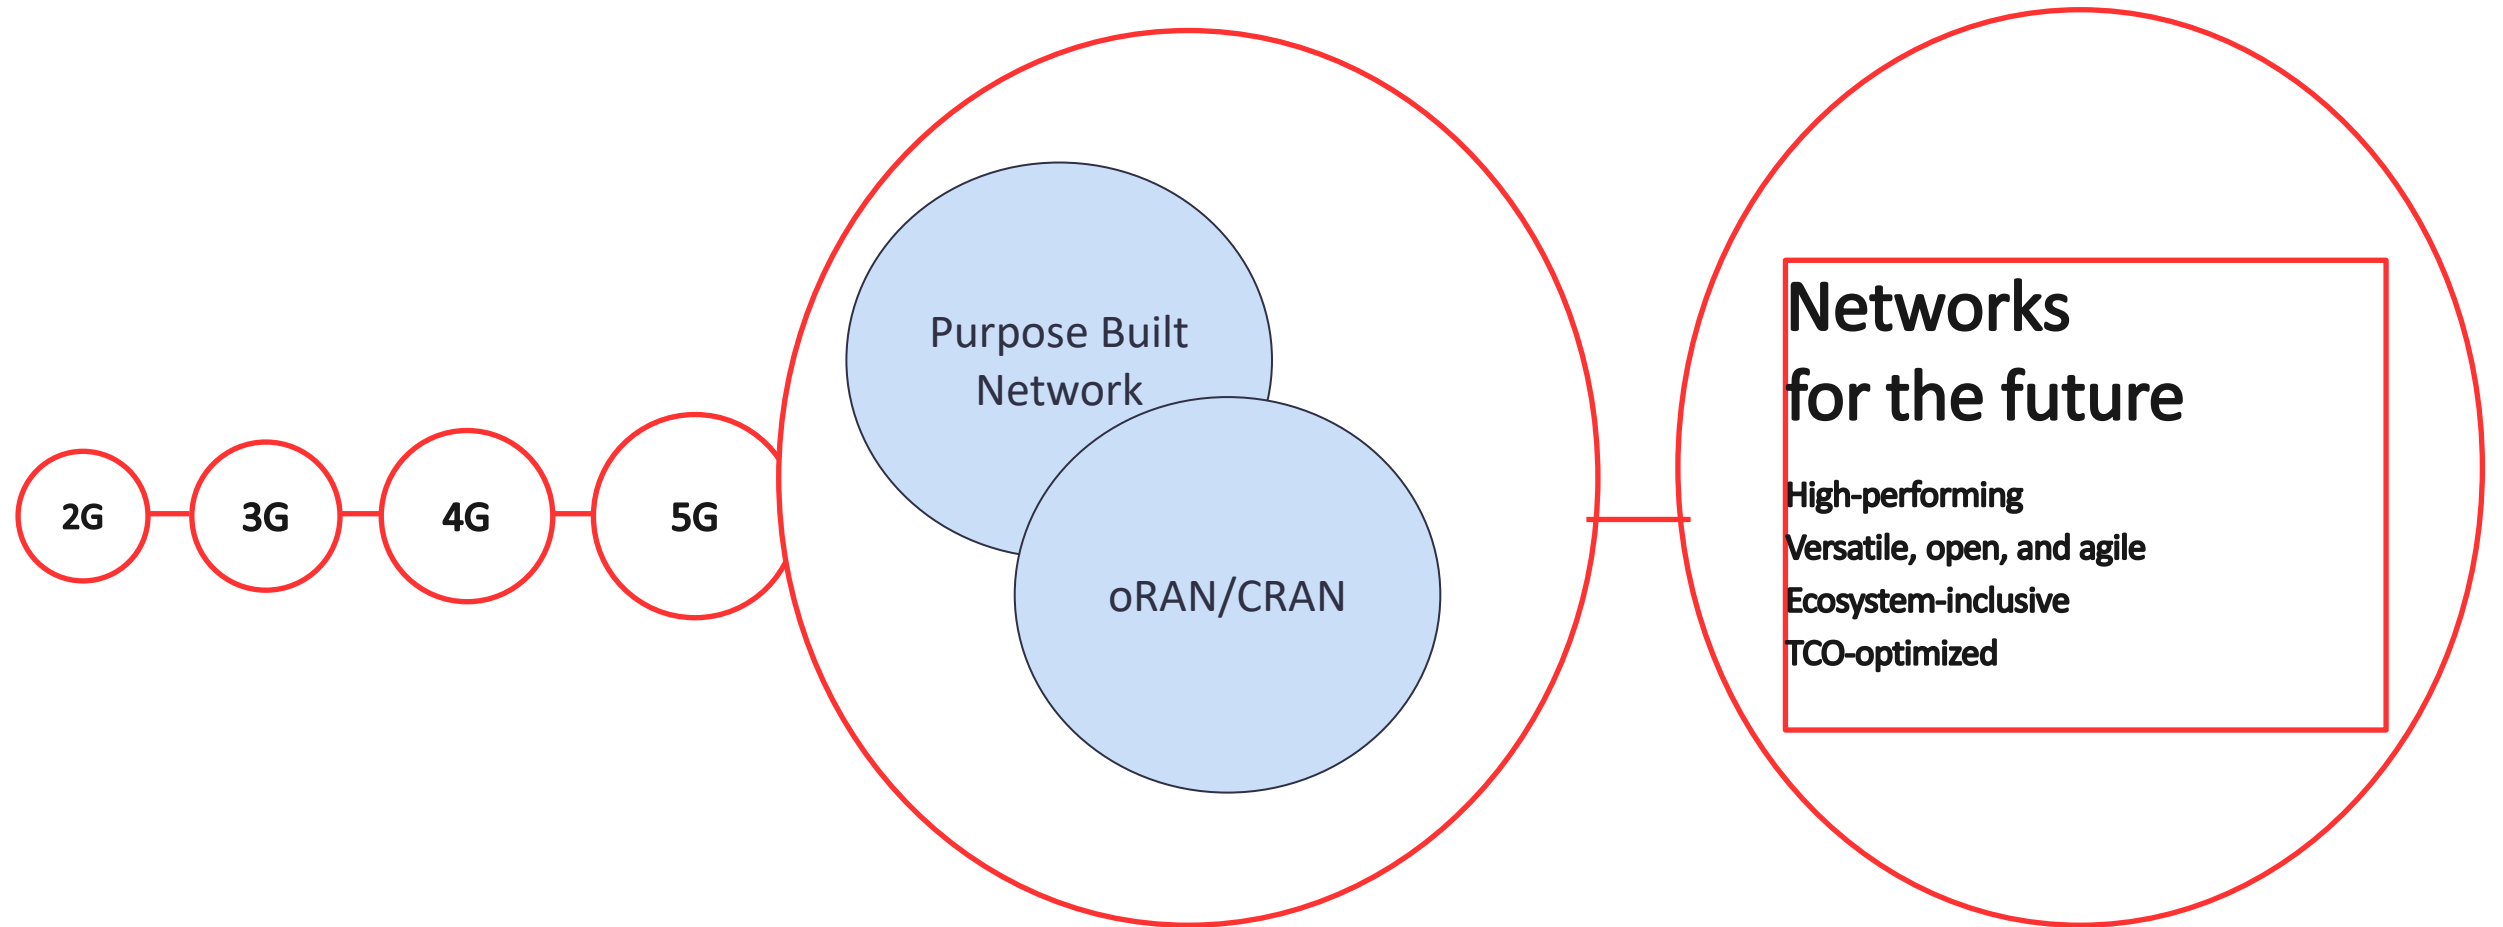 2G
3G
4G
5G
Purpose Built
Network
oRAN/CRAN
Networks
for the future
High-performing
Versatile, open, and agile
Ecosystem-inclusive
TCO-optimized